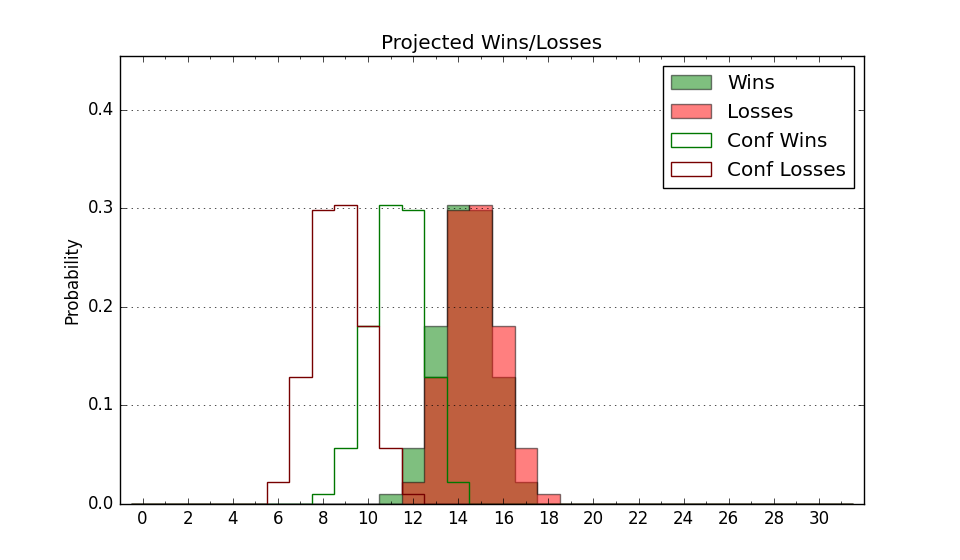 Projected Wins/Losses
Wins
Losses
Conf Wins
Conf Losses
Probability
0.4
0.3
0.2
0.1
0.0
0 2 4 6 8 10 12 14 16 18 20 22 24 26 28 30